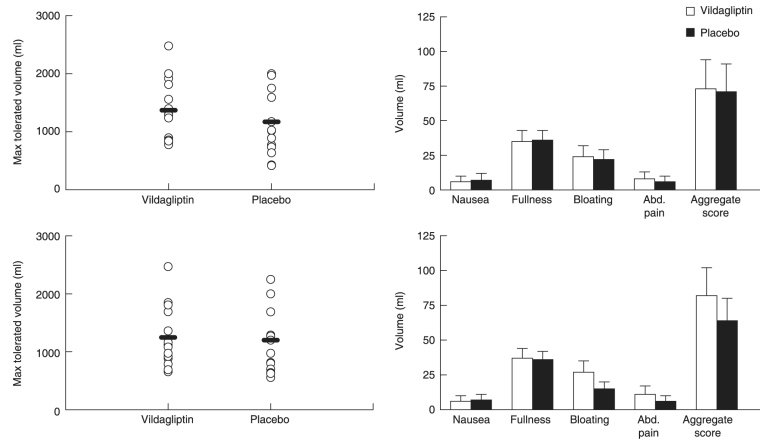 3000
2000
1000
0
Max tolerated volume (ml)
Vildagliptin
Placebo
125
100
75
50
25
0
Volume (ml)
Vildagliptin
Placebo
Nausea
Fullness
Bloating
Abd.
pain
Aggregate
score
3000
2000
1000
0
Max tolerated volume (ml)
Vildagliptin
Placebo
125
100
75
50
25
0
Volume (ml)
Nausea
Fullness
Bloating
Abd.
pain
Aggregate
score